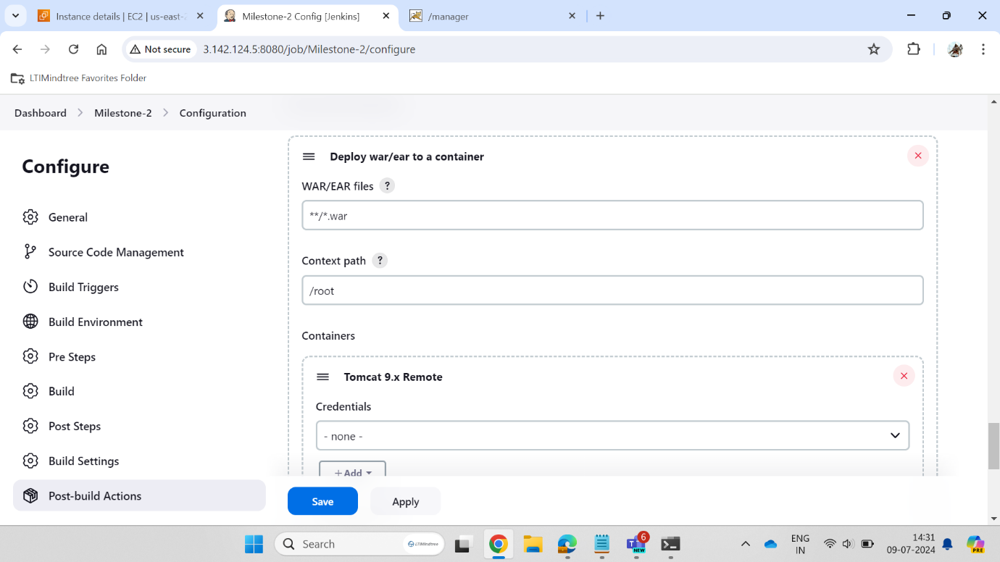 Instance details | EC2 | us-east-2
Milestone-2 Config [Jenkins]
/manager
Not secure
3.142.124.5:8080/job/Milestone-2/configure
LTIMindtree Favorites Folder
Dashboard > Milestone-2 > Configuration
Configure
General
Source Code Management
Build Triggers
Build Environment
Pre Steps
Build
Post Steps
Build Settings
Post-build Actions
Deploy war/ear to a container
WAR/EAR files ?
**/*.war
Context path ?
/root
Containers
Tomcat 9.x Remote
Credentials
- none -
+ Add
Save
Apply
Search
LTIMindtree
6
NEW
ENG
IN
14:31
09-07-2024
PRE